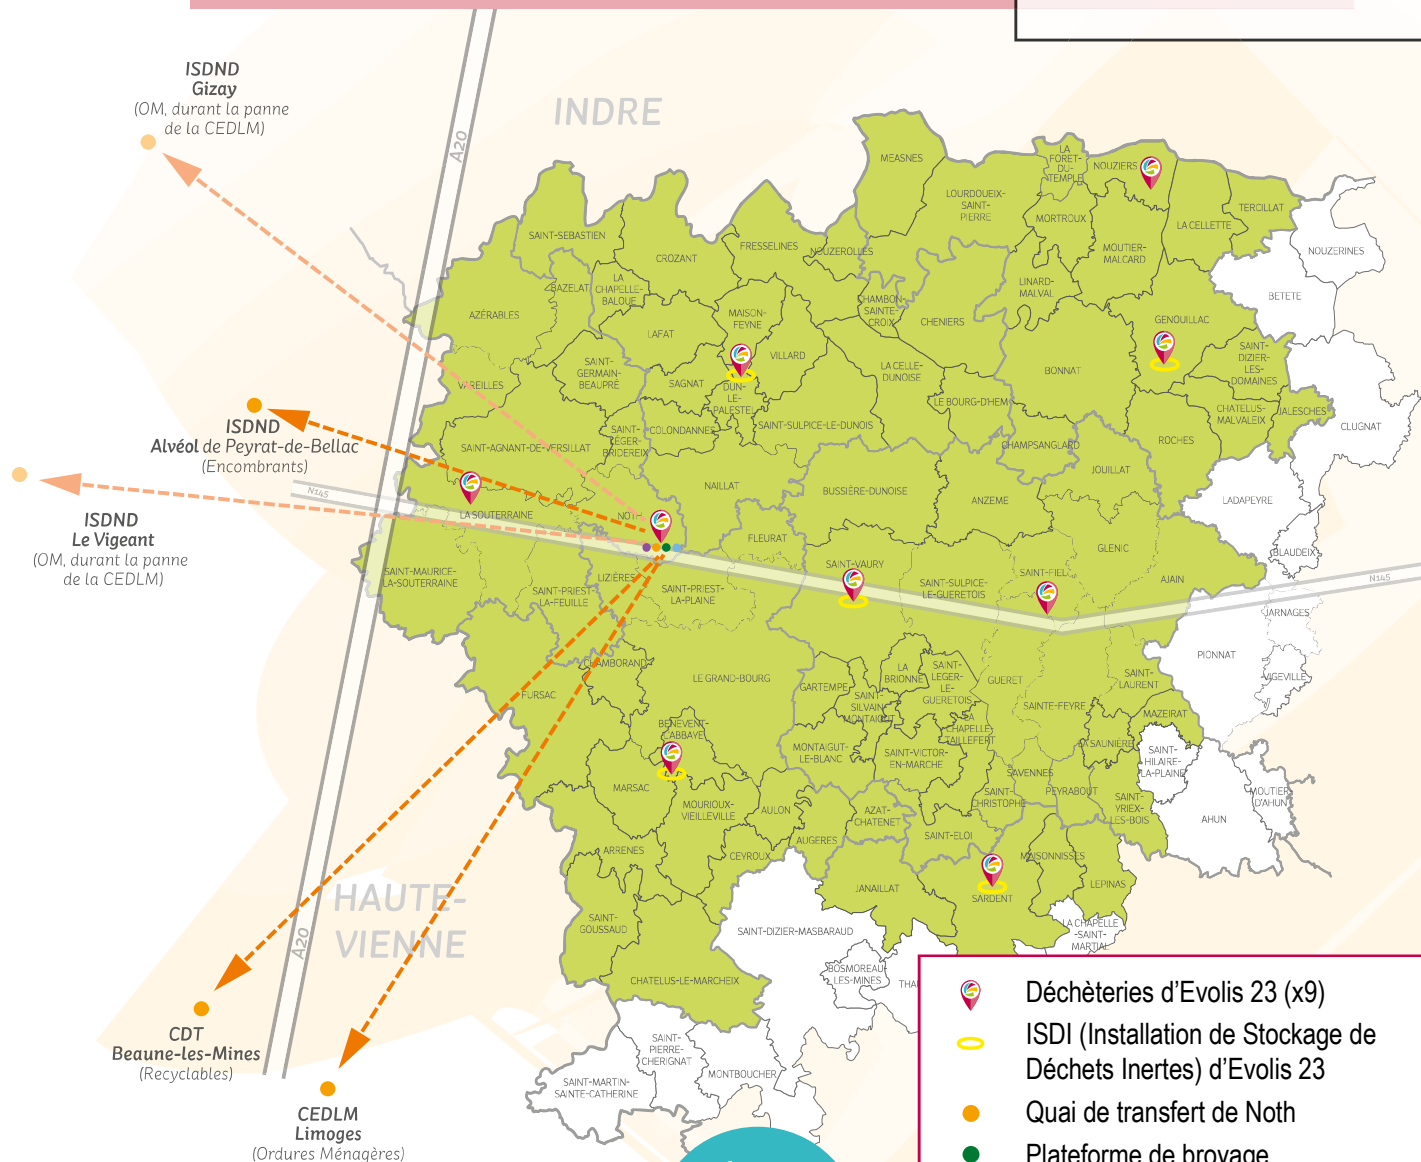 ISDND
Gizay
(OM, durant la panne
de la CEDLM)
INDRE
A20
MEASNES
LA
FORET-
DU-
TEMPLE
NOUZIERS
LOURDOUEIX-
SAINT-
PIERRE
MORTROUX
LA CELLETTE
TERCILLAT
NOUZERINES
SAINT-SEBASTIEN
CROZANT
FRESSELINES
NOUZEROLLES
MOUTIER-
MALCARD
BETETE
BAZELAT
LA
CHAPELLE-
BALOUE
LINARD-
MALVAL
AZÉRABLES
MAISON-
FEYNE
CHAMBON-
SAINTE-
CROIX
CHENIERS
GENOUILLAC
LAFAT
VILLARD
SAINT-
DIZIER-
LES-
DOMAINES
SAINT-
GERMAIN-
BEAUPRÉ
VAREILLES
SAGNAT
DUN-
LE-
PALESTEL
LA CELLE-
DUNOISE
BONNAT
LE BOURG-D'HEM
CHATELUS-
MALVALEIX
JALESCHES
CLUGNAT
ISDND
Alvéol de Peyrat-de-Bellac
(Encombrants)
SAINT-AGNANT-DE-VERSILLAT
SAINT-
LÉGER-
BRIDEREIX
COLONDANNES
SAINT-SULPICE-LE-DUNOIS
CHAMPSANGLARD
ROCHES
JOUILLAT
NAILLAT
BUSSIÈRE-DUNOISE
ANZEME
LADAPEYRE
N145
LA SOUTERRAINE
NOTH
ISDND
Le Vigeant
(OM, durant la panne
de la CEDLM)
FLEURAT
GLENIC
BLAUDEIX
SAINT-MAURICE-
LA-SOUTERRAINE
LIZIÈRES
SAINT-PRIEST-
LA-FEUILLE
SAINT-PRIEST-
LA-PLAINE
SAINT-VAURY
SAINT-SULPICE-
LE-GUERETOIS
SAINT-FIEL
AJAIN
N145
JARNAGES
PIONNAT
VIGEVILLE
CHAMBORAND
FURSAC
LE GRAND-BOURG
GARTEMPE
LA
BRIONNE
SAINT-
LEGER-
LE-
GUERETOIS
GUERET
SAINT-
LAURENT
SAINT-
SILVAIN
MONTAIGUT
SAINTE-FEYRE
MAZEIRAT
BENEVENT-
L'ABBAYE
MONTAIGUT-
LE-BLANC
LA
CHAPELLE-
TAILLEFERT
SAINT-VICTOR-
EN-MARCHE
LA SAUNIERE
SAINT-
HILAIRE-
LA-PLAINE
MARSAC
MOURIOUX-
VIEILLEVILLE
AULON
SAVENNES
SAINT-
CHRISTOPHE
PEYRABOUT
SAINT-
YRIEX-
LES-BOIS
MOUTIER
D'AHUN
AHUN
AZAT-
CHATENET
AUGERES
SAINT-ELOI
ARRENES
CEYROUX
MAISONNISSES
JANAILLAT
SARDENT
LEPINAS
HAUTE-
VIENNE
A20
SAINT-
GOUSSAUD
SAINT-DIZIER-MASBARAUD
LA CHAPELLE
-SAINT-
MARTIAL
CHATELUS-LE-MARCHEIX
BOSMOREAU-
LES-MINES
CDT
Beaune-les-Mines
(Recyclables)
SAINT-
PIERRE-
CHERIGNAT
MONTBOUCHER
SAINT-MARTIN-
SAINTE-CATHERINE
CEDLM
Limoges
(Ordures Ménagères)
Déchèteries d'Evolis 23 (x9)
ISDI (Installation de Stockage de
Déchets Inertes) d'Evolis 23
Quai de transfert de Noth
Plateforme de broyage